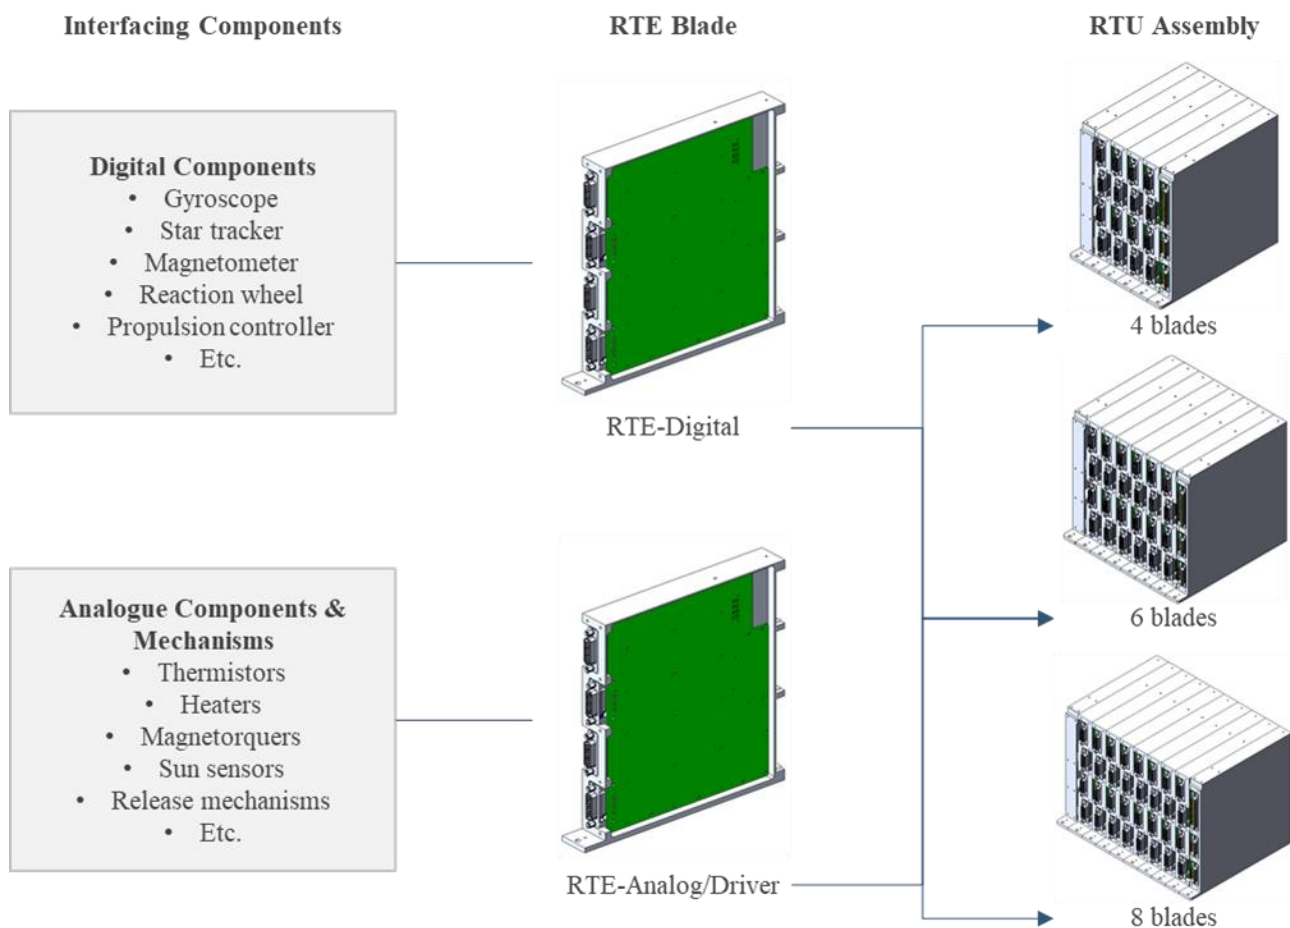 Interfacing Components
RTE Blade
RTU Assembly
Digital Components
• Gyroscope
• Star tracker
• Magnetometer
• Reaction wheel
• Propulsion controller
• Etc.
RTE-Digital
Analogue Components &
Mechanisms
• Thermistors
• Heaters
• Magnetorquers
• Sun sensors
• Release mechanisms
• Etc.
RTE-Analog/Driver
4 blades
6 blades
8 blades